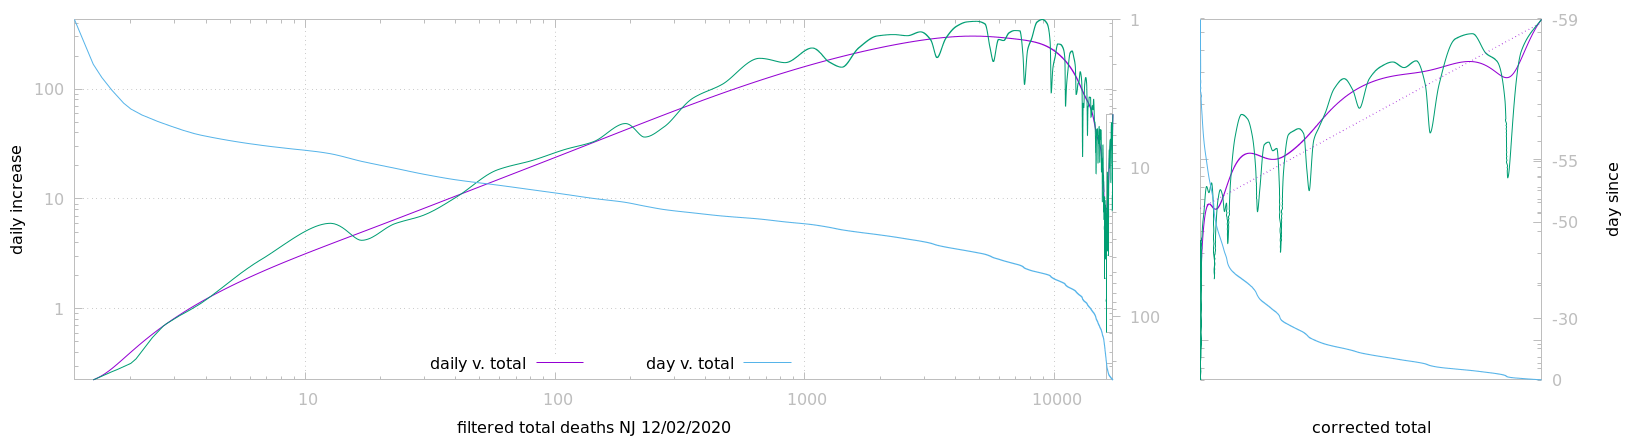 daily increase
100
10
1
10
100
1000
10000
1
10
100
daily v. total
day v. total
filtered total deaths NJ 12/02/2020
-59
-55
-50
-30
0
day since
corrected total